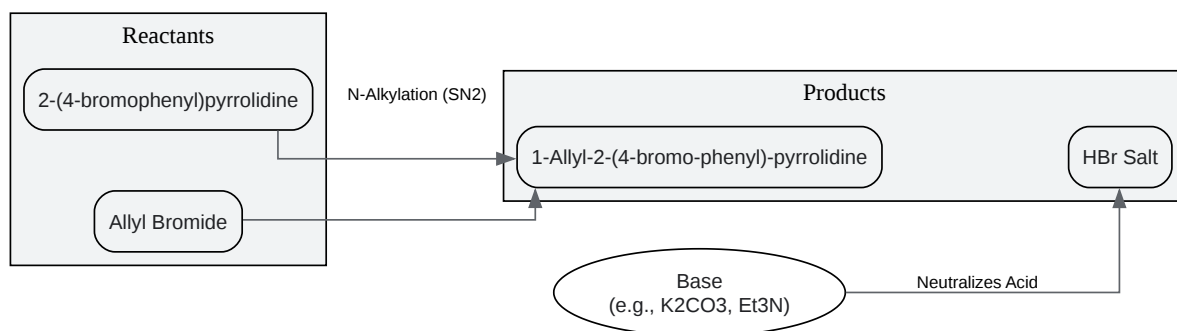 Reactants
2-(4-bromophenyl)pyrrolidine
Allyl Bromide
N-Alkylation (SN2)
Products
1-Allyl-2-(4-bromo-phenyl)-pyrrolidine
HBr Salt
Base
(e.g., K2CO3, Et3N)
Neutralizes Acid